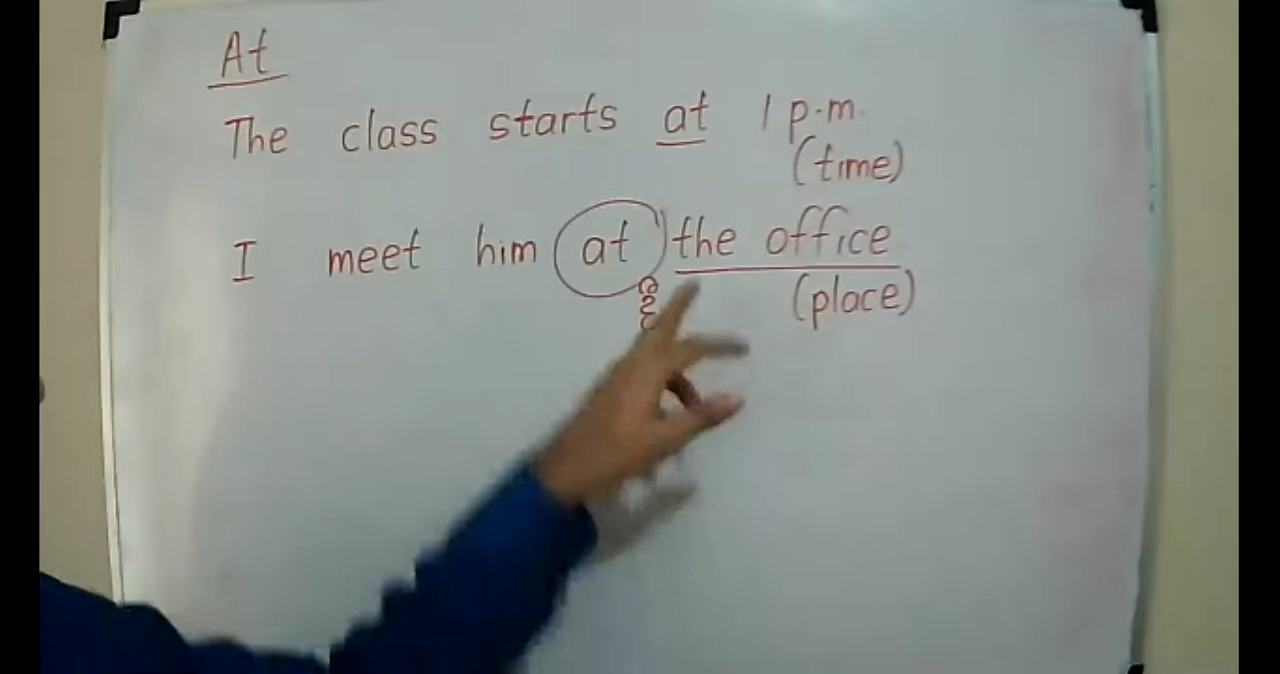 At
The class starts at 1 p.m.
(time)
I meet him at the office
(place)